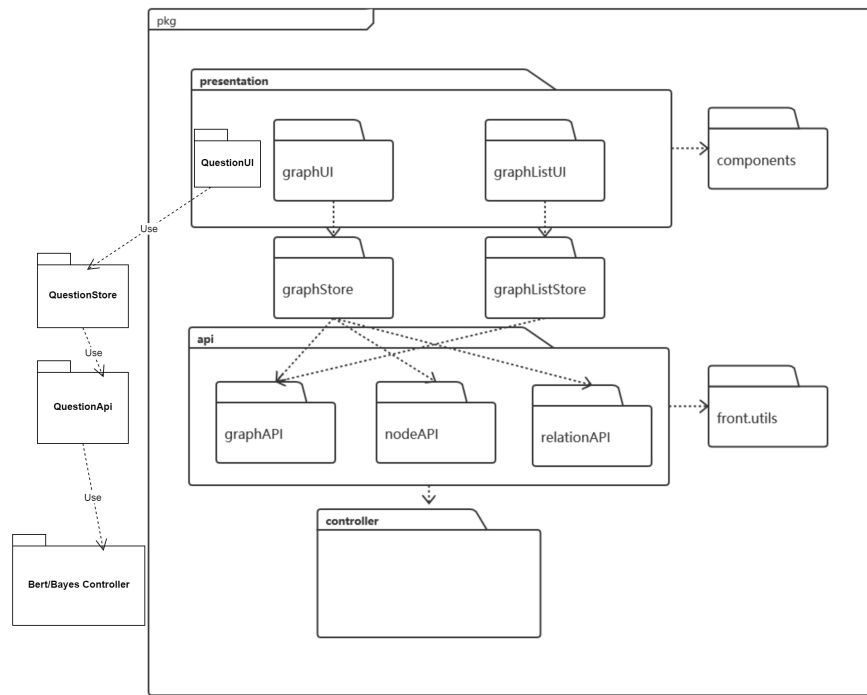 pkg
presentation
QuestionUI
graphUI
graphListUI
components
Use
QuestionStore
graphStore
graphListStore
Use
api
QuestionApi
graphAPI
nodeAPI
relationAPI
front.utils
Use
controller
Bert/Bayes Controller